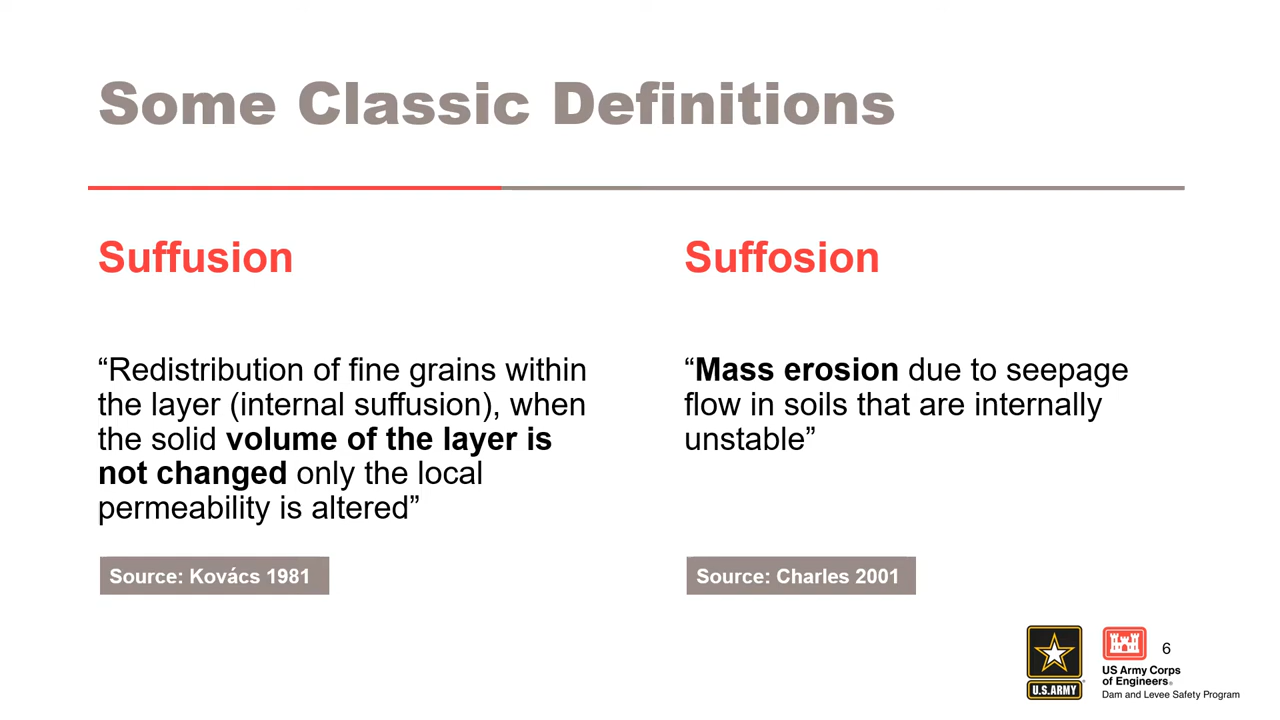 Some Classic Definitions
Suffusion
“Redistribution of fine grains within
the layer (internal suffusion), when
the solid volume of the layer is
not changed only the local
permeability is altered”
Source: Kovács 1981
Suffosion
“Mass erosion due to seepage
flow in soils that are internally
unstable”
Source: Charles 2001
U.S.ARMY
US Army Corps
of Engineers®
Dam and Levee Safety Program
6